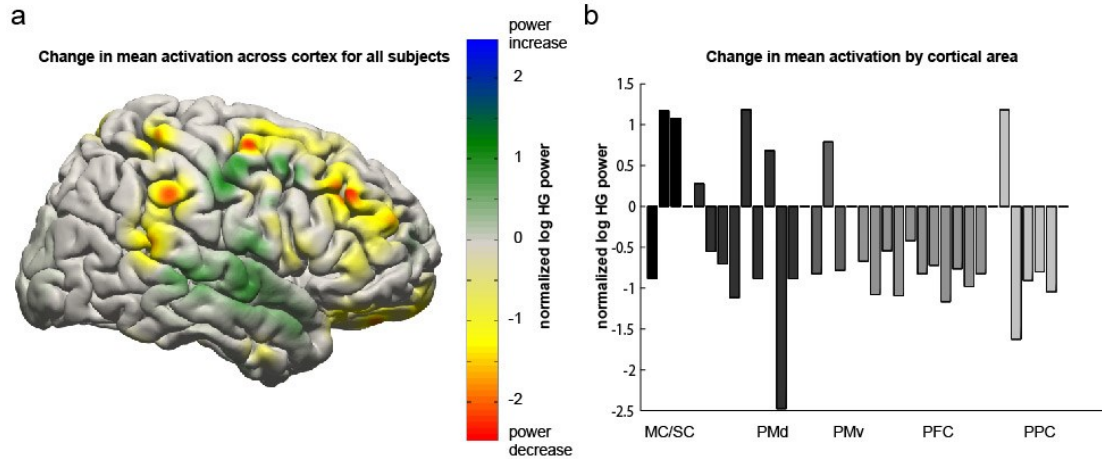 a
Change in mean activation across cortex for all subjects
power
increase
2
1
0
-1
-2
power
decrease
normalized log HG power
b
Change in mean activation by cortical area
normalized log HG power
1.5
1
0.5
0
-0.5
-1
-1.5
-2
-2.5
MC/SC PMd PMv PFC PPC